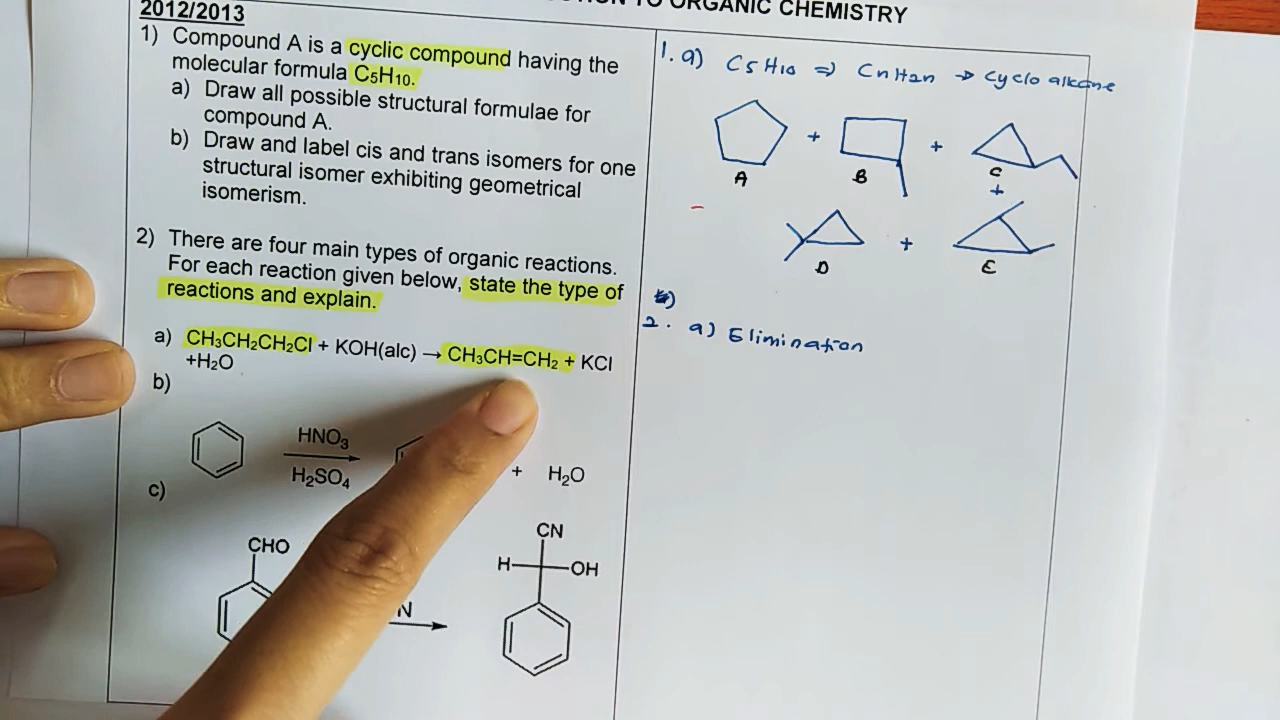 TO ORGANIC CHEMISTRY
2012/2013
1) Compound A is a cyclic compound having the
molecular formula C5H10.
a) Draw all possible structural formulae for
compound A.
b) Draw and label cis and trans isomers for one
structural isomer exhibiting geometrical
isomerism.
2) There are four main types of organic reactions.
For each reaction given below, state the type of
reactions and explain.
a) CH3CH2CH2Cl + KOH(alc) → CH3CH=CH2 + KCl
+H2O
b)
HNO3
H2SO4
+ H2O
c)
CHO
N
CN
H OH
1. a) C5H10 ⇒ CnH2n → Cyclo alkane
+ +
A B C
+
+
D E
2. a) Elimination